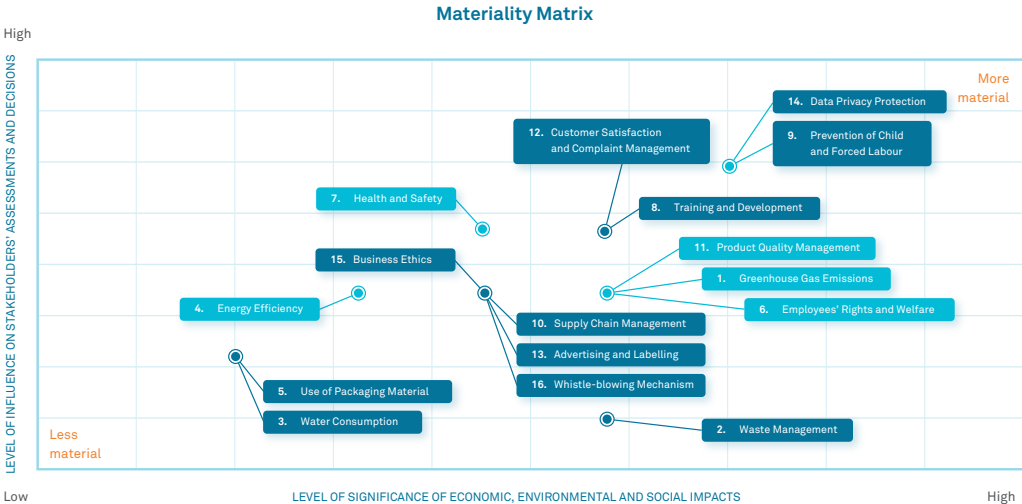 Materiality Matrix
High
LEVEL OF INFLUENCE ON STAKEHOLDERS' ASSESSMENTS AND DECISIONS
More
material
14. Data Privacy Protection
9. Prevention of Child
and Forced Labour
12. Customer Satisfaction
and Complaint Management
7. Health and Safety
8. Training and Development
11. Product Quality Management
15. Business Ethics
1. Greenhouse Gas Emissions
4. Energy Efficiency
6. Employees' Rights and Welfare
10. Supply Chain Management
13. Advertising and Labelling
16. Whistle-blowing Mechanism
5. Use of Packaging Material
3. Water Consumption
2. Waste Management
Less
material
Low
LEVEL OF SIGNIFICANCE OF ECONOMIC, ENVIRONMENTAL AND SOCIAL IMPACTS
High